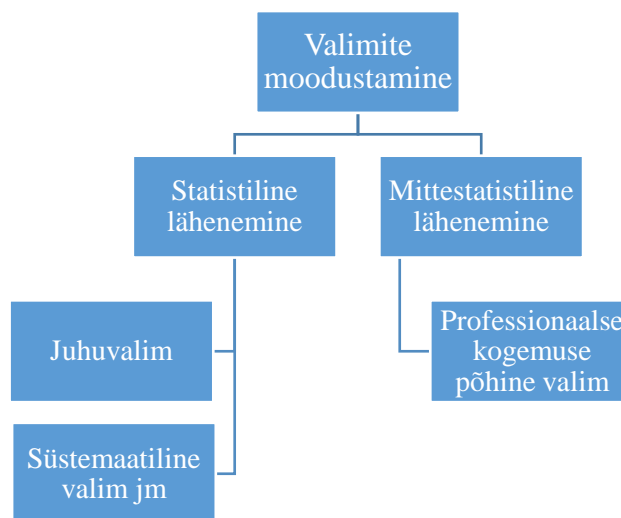 Valimite
moodustamine
Statistiline
lähenemine
Mittestatistiline
lähenemine
Juhuvalim
Professionaalse
kogemuse
põhine valim
Süstemaatiline
valim jm